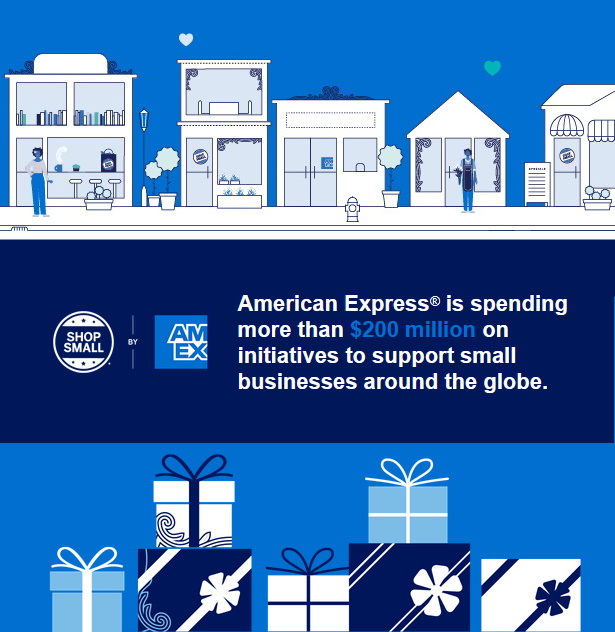 SPECIALS
American Express® is spending
more than $200 million on
initiatives to support small
businesses around the globe.
SHOP
SMALL
BY
AM
EX